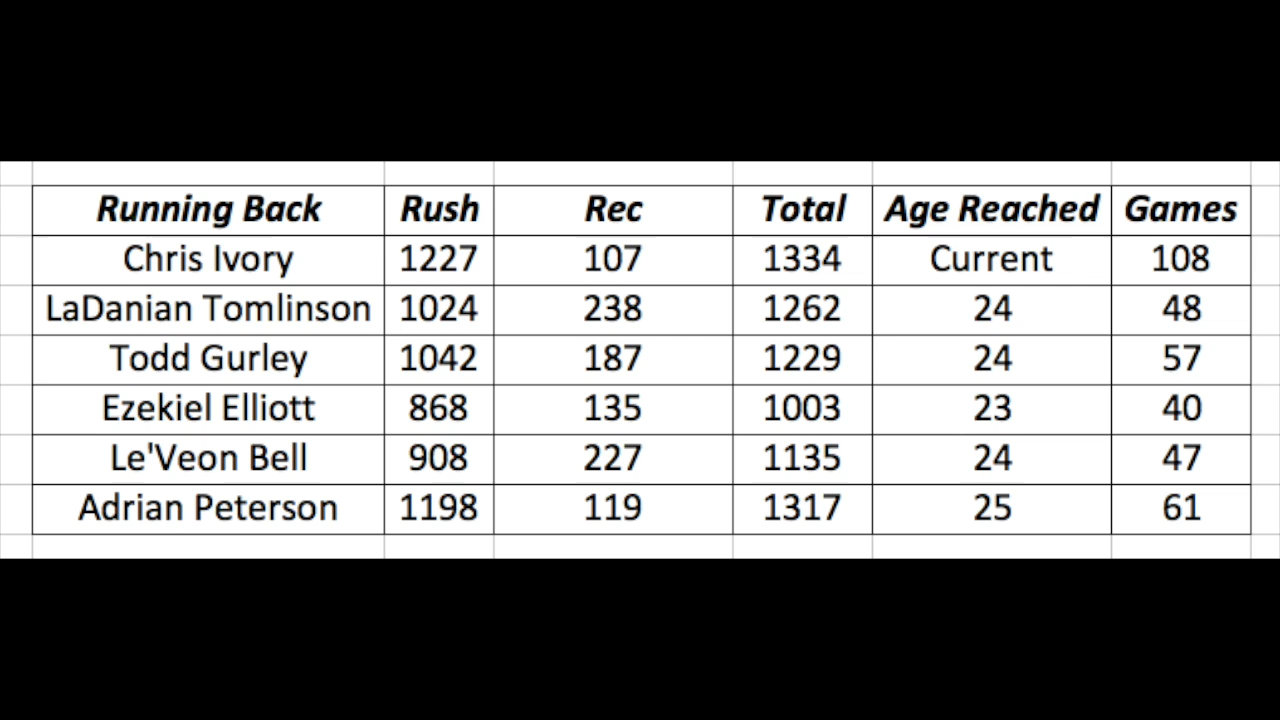 Running Back Rush Rec Total Age Reached Games
Chris Ivory 1227 107 1334 Current 108
LaDanian Tomlinson 1024 238 1262 24 48
Todd Gurley 1042 187 1229 24 57
Ezekiel Elliott 868 135 1003 23 40
Le'Veon Bell 908 227 1135 24 47
Adrian Peterson 1198 119 1317 25 61